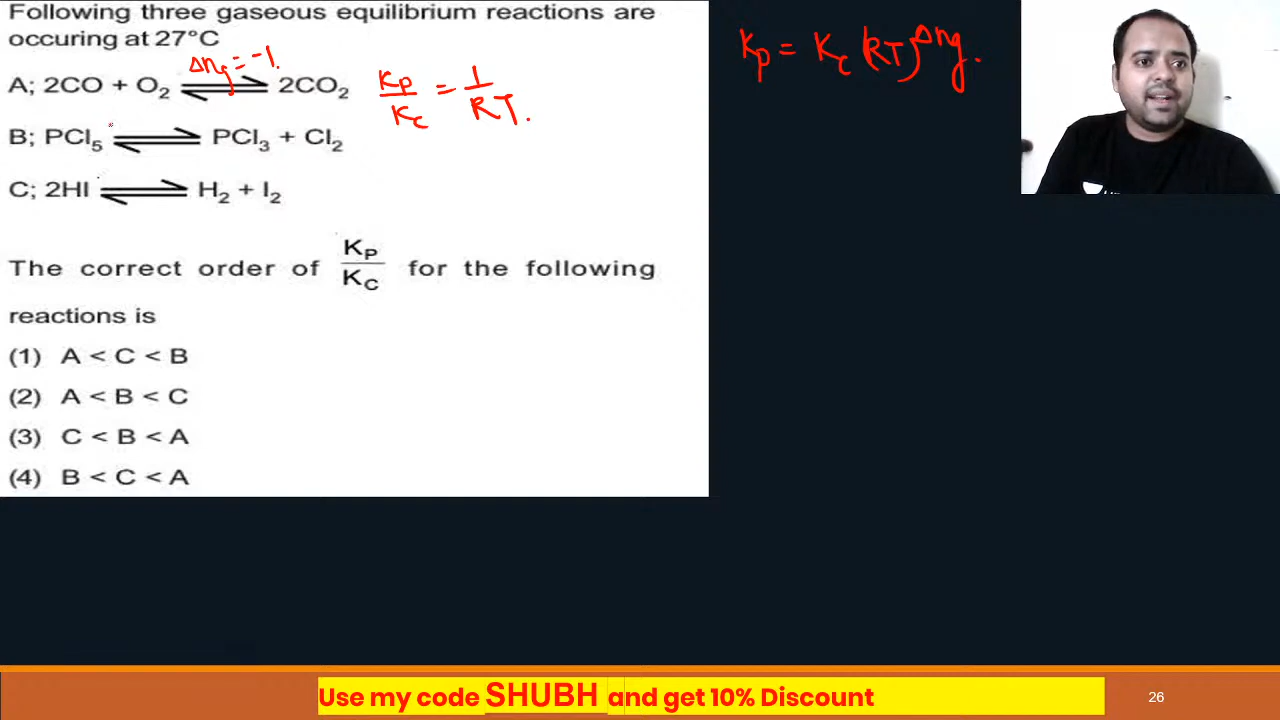 Following three gaseous equilibrium reactions are
occuring at 27°C
Δng = -1.
A; 2CO + O₂ ⇌ 2CO₂
Kp/Kc = 1/RT.
Kp = Kc (RT)^Δng.
B; PCl₅ ⇌ PCl₃ + Cl₂
C; 2HI ⇌ H₂ + I₂
The correct order of K_P/K_C for the following
reactions is
(1) A < C < B
(2) A < B < C
(3) C < B < A
(4) B < C < A
Use my code SHUBH and get 10% Discount
26